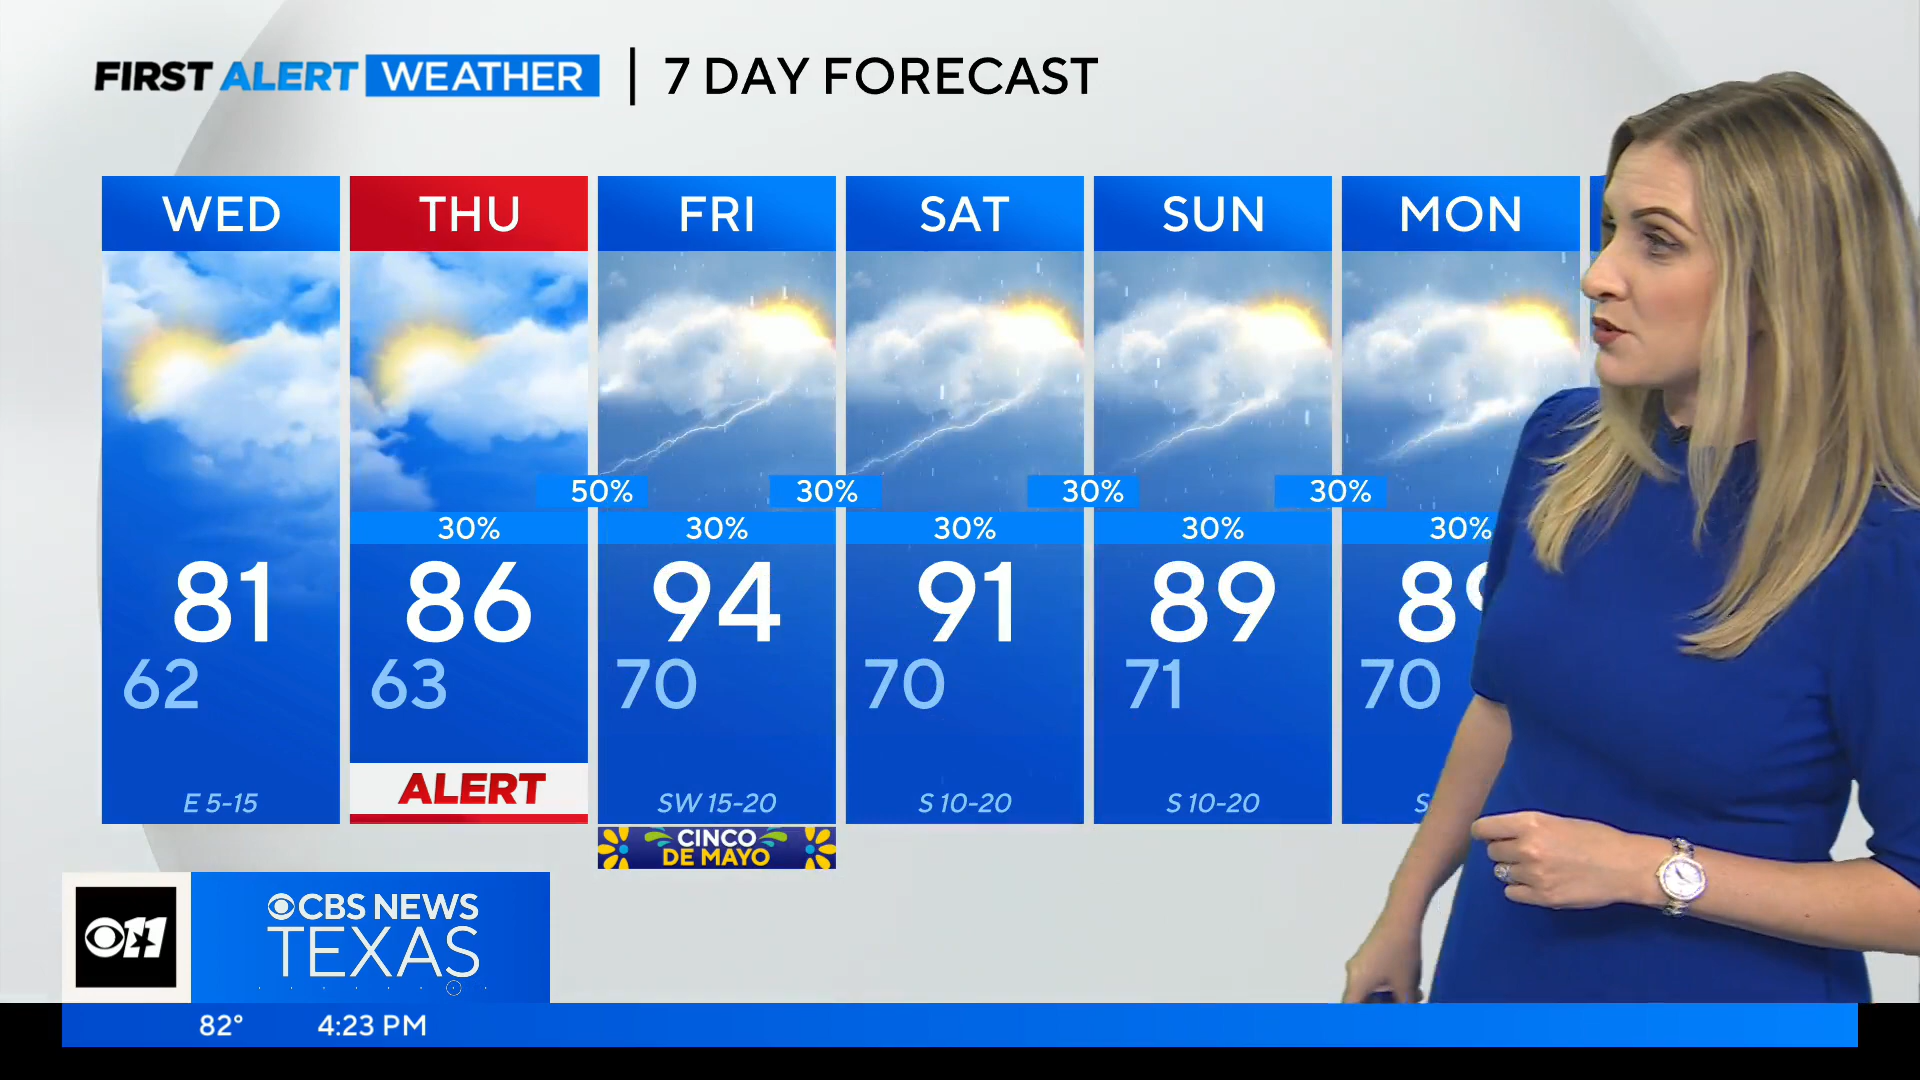 FIRST ALERT WEATHER | 7 DAY FORECAST
WED THU FRI SAT SUN MON
50% 30% 30% 30%
30% 30% 30% 30% 30%
81 86 94 91 89
62 63 70 70 71 70
E 5-15 ALERT SW 15-20 S 10-20 S 10-20 S
CINCO
DE MAYO
11
CBS NEWS
TEXAS
82° 4:23 PM